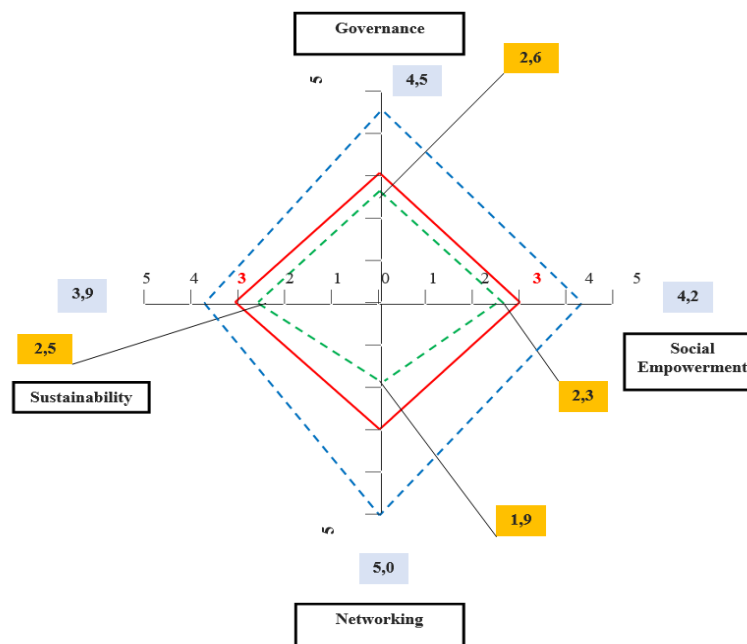 Governance
2,6
5
4,5
5 4 3 2 1 0 1 2 3 4 5
3,9
4,2
2,5
Social
Empowerment
Sustainability
2,3
1,9
5
5,0
Networking